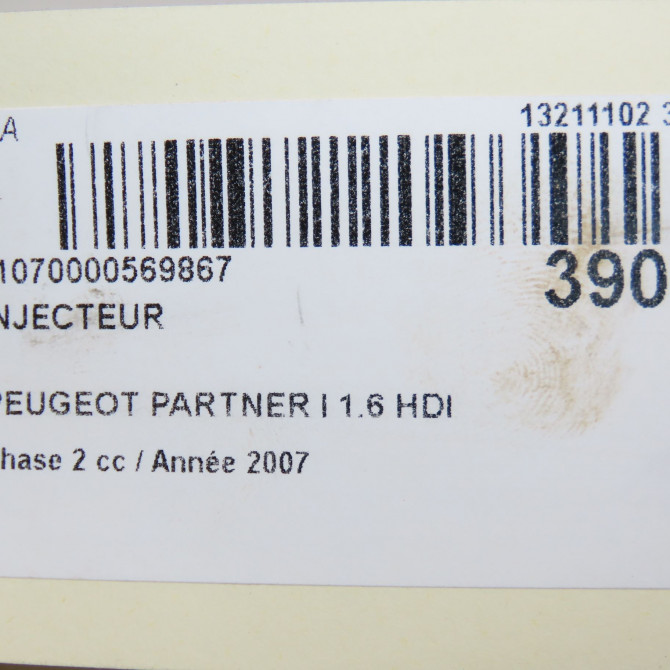 A
13211102 3
1070000569867
390
NJECTEUR
PEUGEOT PARTNER I 1.6 HDI
hase 2 cc / Année 2007